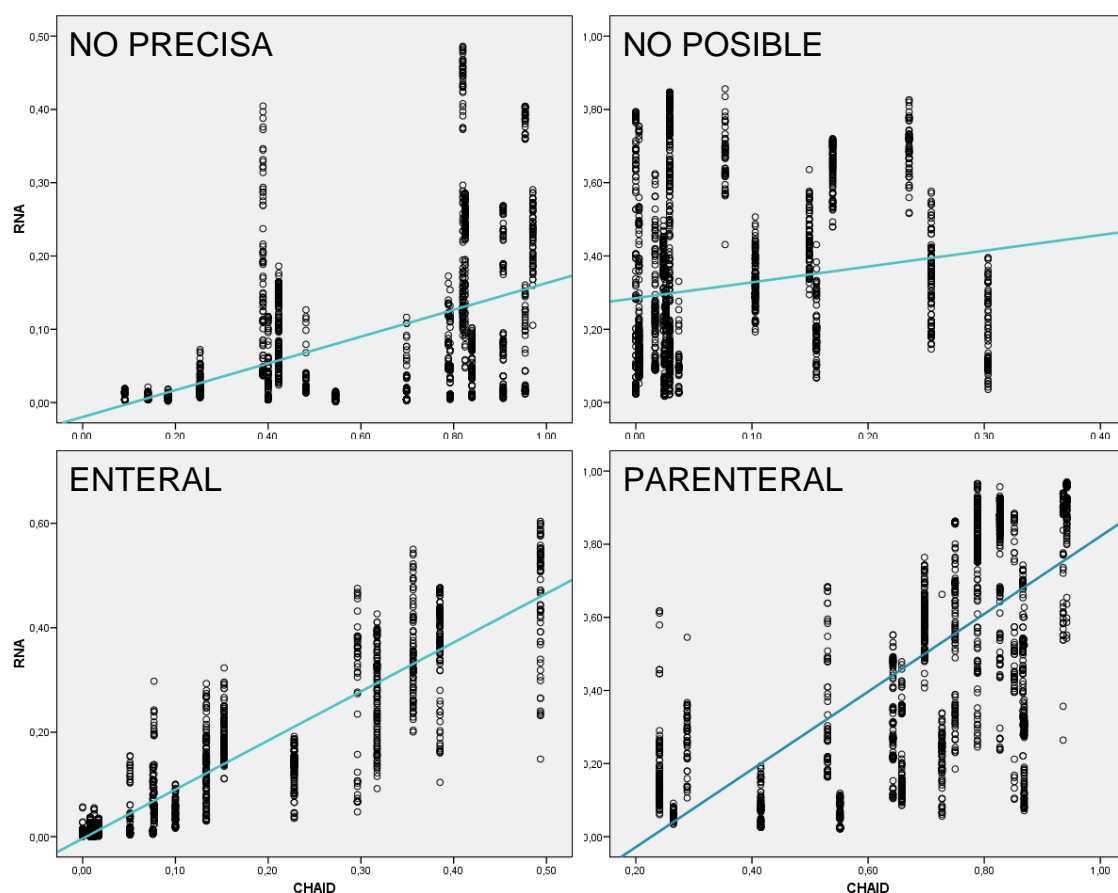 NO PRECISA
0,50
0,40
0,30
0,20
0,10
0,00
RNA
0,00 0,20 0,40 0,60 0,80 1,00
NO POSIBLE
1,00
0,80
0,60
0,40
0,20
0,00
0,00 0,10 0,20 0,30 0,40
ENTERAL
0,60
0,40
0,20
0,00
RNA
0,00 0,10 0,20 0,30 0,40 0,50
CHAID
PARENTERAL
1,00
0,80
0,60
0,40
0,20
0,00
0,20 0,40 0,60 0,80 1,00
CHAID